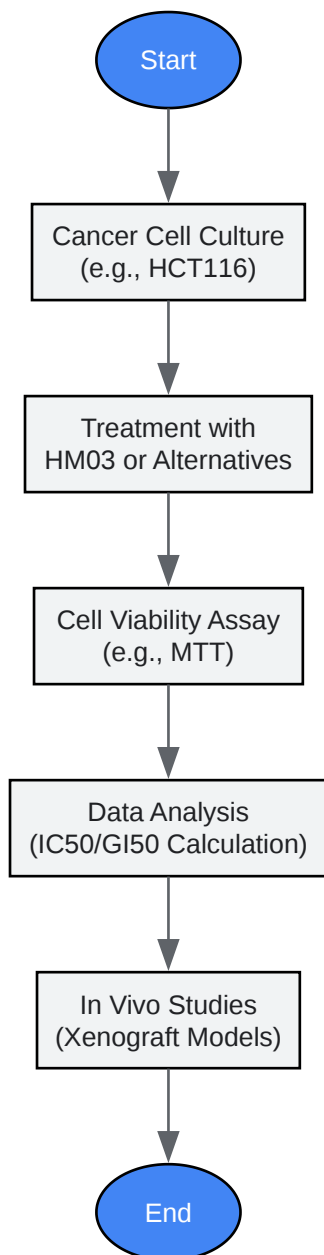 Start
Cancer Cell Culture
(e.g., HCT116)
Treatment with
HM03 or Alternatives
Cell Viability Assay
(e.g., MTT)
Data Analysis
(IC50/GI50 Calculation)
In Vivo Studies
(Xenograft Models)
End